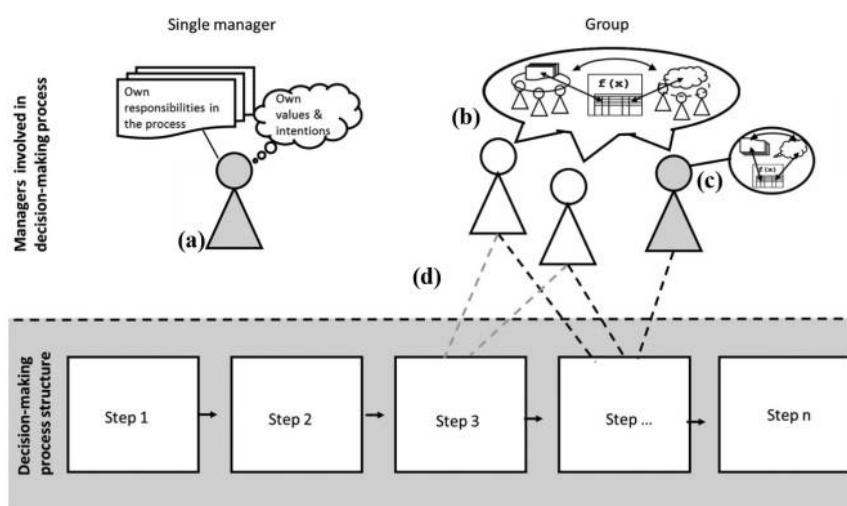 Single manager
Group
Managers involved in
decision-making process
Own
responsibilities in
the process
Own
values &
intentions
f(x)
(b)
f(x)
(c)
(a)
(d)
Decision-making
process structure
Step 1
Step 2
Step 3
Step ...
Step n